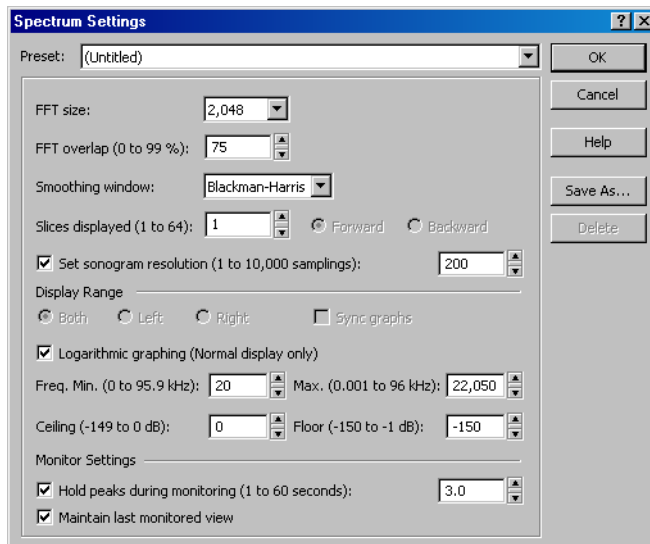 Spectrum Settings
Preset: (Untitled)
OK
Cancel
Help
Save As...
Delete
FFT size: 2,048
FFT overlap (0 to 99 %): 75
Smoothing window: Blackman-Harris
Slices displayed (1 to 64): 1 Forward Backward
Set sonogram resolution (1 to 10,000 samplings): 200
Display Range
Both Left Right Sync graphs
Logarithmic graphing (Normal display only)
Freq. Min. (0 to 95.9 kHz): 20 Max. (0.001 to 96 kHz): 22,050
Ceiling (-149 to 0 dB): 0 Floor (-150 to -1 dB): -150
Monitor Settings
Hold peaks during monitoring (1 to 60 seconds): 3.0
Maintain last monitored view